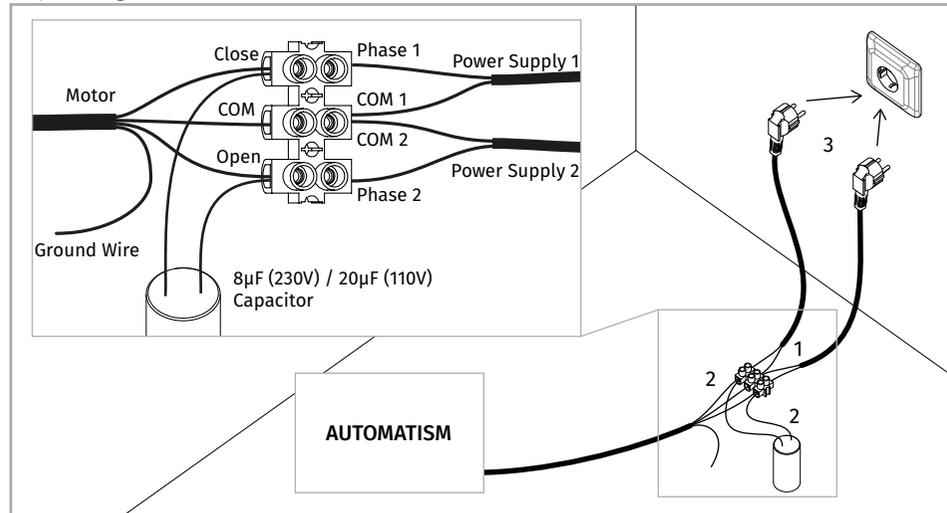 Close
Phase 1
Power Supply 1
Motor
COM
COM 1
COM 2
Open
Power Supply 2
Phase 2
Ground Wire
8µF (230V) / 20µF (110V)
Capacitor
3
1
2
2
AUTOMATISM